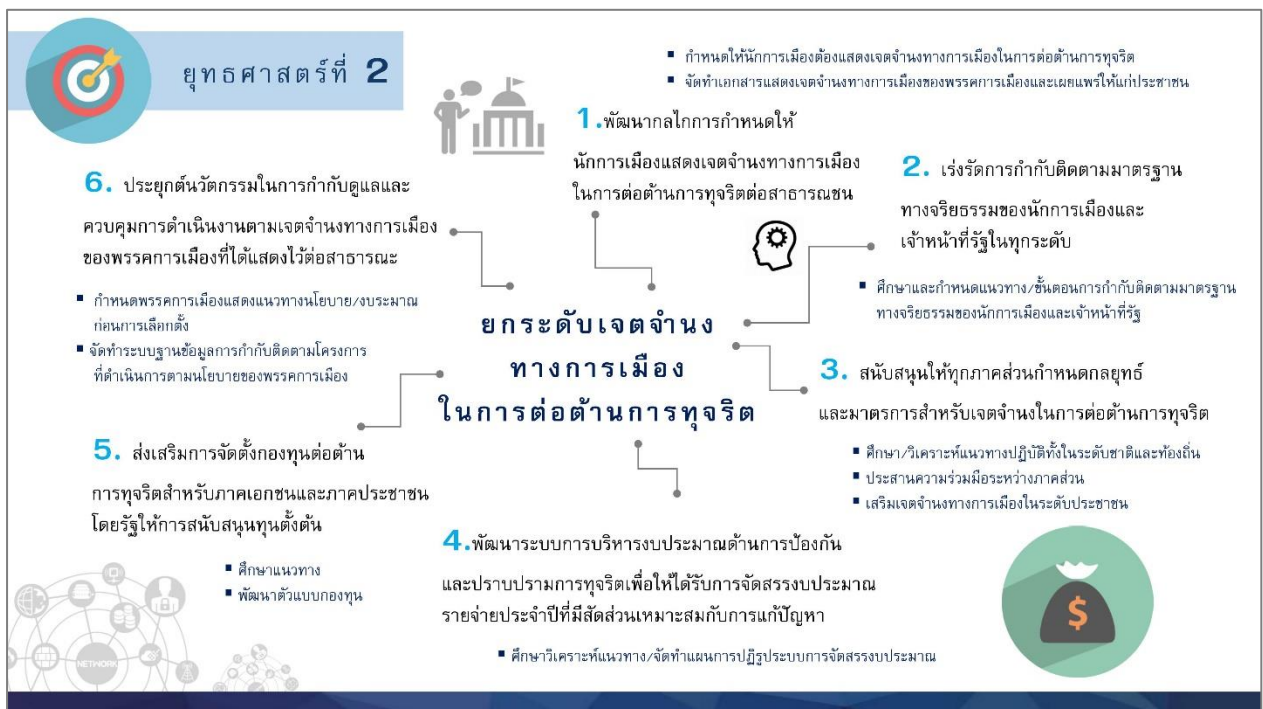 ยุทธศาสตร์ที่ 2
▪ กำหนดให้นักการเมืองต้องแสดงเจตจำนงทางการเมืองในการต่อต้านการทุจริต
▪ จัดทำเอกสารแสดงเจตจำนงทางการเมืองของพรรคการเมืองและเผยแพร่ให้แก่ประชาชน
1.พัฒนากลไกการกำหนดให้
นักการเมืองแสดงเจตจำนงทางการเมือง
ในการต่อต้านการทุจริตต่อสาธารณชน
2. เร่งรัดการกำกับติดตามมาตรฐาน
ทางจริยธรรมของนักการเมืองและ
เจ้าหน้าที่รัฐในทุกระดับ
▪ ศึกษาและกำหนดแนวทาง/ขั้นตอนการกำกับติดตามมาตรฐาน
ทางจริยธรรมของนักการเมืองและเจ้าหน้าที่รัฐ
ยกระดับเจตจำนง
ทางการเมือง
ในการต่อต้านการทุจริต
3. สนับสนุนให้ทุกภาคส่วนกำหนดกลยุทธ์
และมาตรการสำหรับเจตจำนงในการต่อต้านการทุจริต
▪ ศึกษา/วิเคราะห์แนวทางปฏิบัติทั้งในระดับชาติและท้องถิ่น
▪ ประสานความร่วมมือระหว่างภาคส่วน
▪ เสริมเจตจำนงทางการเมืองในระดับประชาชน
4.พัฒนาระบบการบริหารงบประมาณด้านการป้องกัน
และปราบปรามการทุจริตเพื่อให้ได้รับการจัดสรรงบประมาณ
รายจ่ายประจำปีที่มีสัดส่วนเหมาะสมกับการแก้ปัญหา
▪ ศึกษาวิเคราะห์แนวทาง/จัดทำแผนการปฏิรูประบบการจัดสรรงบประมาณ
5. ส่งเสริมการจัดตั้งกองทุนต่อต้าน
การทุจริตสำหรับภาคเอกชนและภาคประชาชน
โดยรัฐให้การสนับสนุนทุนตั้งต้น
▪ ศึกษาแนวทาง
▪ พัฒนาตัวแบบกองทุน
6. ประยุกต์นวัตกรรมในการกำกับดูแลและ
ควบคุมการดำเนินงานตามเจตจำนงทางการเมือง
ของพรรคการเมืองที่ได้แสดงไว้ต่อสาธารณะ
▪ กำหนดพรรคการเมืองแสดงแนวทางนโยบาย/งบประมาณ
ก่อนการเลือกตั้ง
▪ จัดทำระบบฐานข้อมูลการกำกับติดตามโครงการ
ที่ดำเนินการตามนโยบายของพรรคการเมือง
NETWORK
$